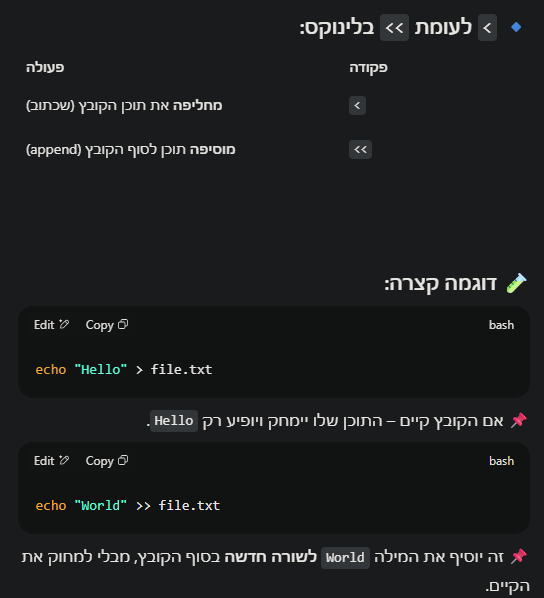 🔹 < לעומת << בלינוקס:
פקודה פעולה
< מחליפה את תוכן הקובץ (שכתוב)
<< מוסיפה תוכן לסוף הקובץ (append)
🧪 דוגמה קצרה:
bash Copy Edit
echo "Hello" > file.txt
📌 אם הקובץ קיים – התוכן שלו יימחק ויופיע רק Hello.
bash Copy Edit
echo "World" >> file.txt
📌 זה יוסיף את המילה World לשורה חדשה בסוף הקובץ, מבלי למחוק את
הקיים.